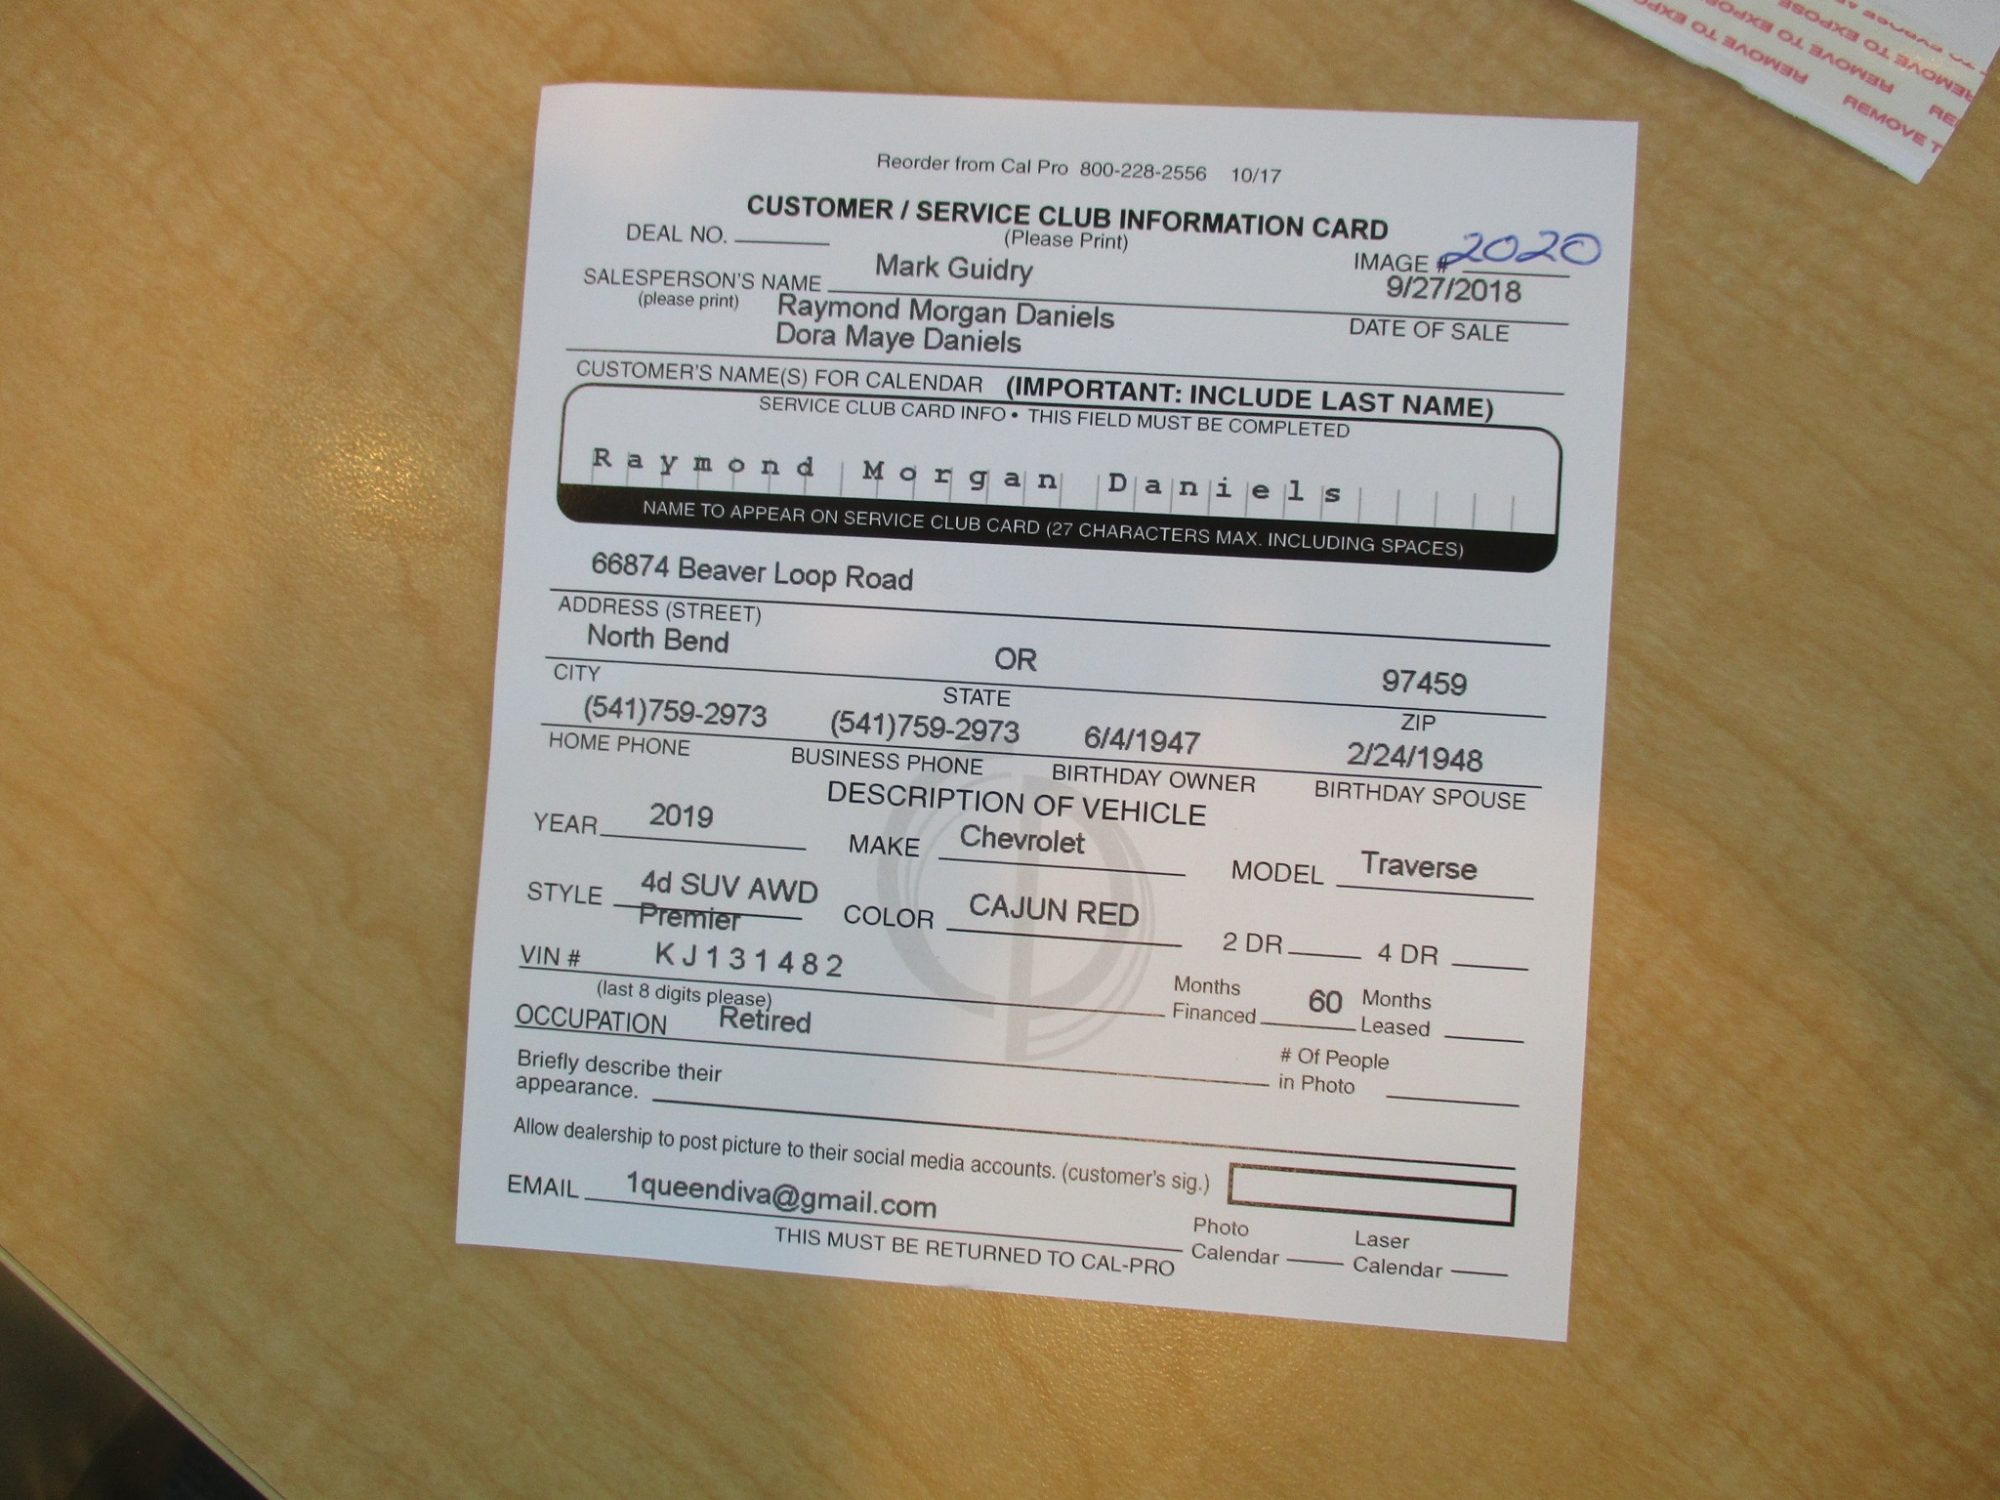 Reorder from Cal Pro 800-228-2556 10/17
CUSTOMER / SERVICE CLUB INFORMATION CARD
(Please Print)
DEAL NO.
IMAGE # 2020
SALESPERSON'S NAME Mark Guidry
(please print)
9/27/2018
DATE OF SALE
Raymond Morgan Daniels
Dora Maye Daniels
CUSTOMER'S NAME(S) FOR CALENDAR (IMPORTANT: INCLUDE LAST NAME)
SERVICE CLUB CARD INFO • THIS FIELD MUST BE COMPLETED
Raymond Morgan Daniels
NAME TO APPEAR ON SERVICE CLUB CARD (27 CHARACTERS MAX. INCLUDING SPACES)
66874 Beaver Loop Road
ADDRESS (STREET)
North Bend OR 97459
CITY STATE ZIP
(541)759-2973 (541)759-2973 6/4/1947 2/24/1948
HOME PHONE BUSINESS PHONE BIRTHDAY OWNER BIRTHDAY SPOUSE
DESCRIPTION OF VEHICLE
YEAR 2019 MAKE Chevrolet MODEL Traverse
STYLE 4d SUV AWD Premier COLOR CAJUN RED 2 DR 4 DR
VIN # KJ131482
(last 8 digits please)
Months Financed 60 Months Leased
OCCUPATION Retired
# Of People in Photo
Briefly describe their
appearance.
Allow dealership to post picture to their social media accounts. (customer's sig.)
EMAIL 1queendiva@gmail.com
Photo Calendar Laser Calendar
THIS MUST BE RETURNED TO CAL-PRO
REMOVE TO EXPOSE
REMOVE TO EXPOSE
REMOVE TO EXPOSE
REMOVE
REMOVE
REMOVE